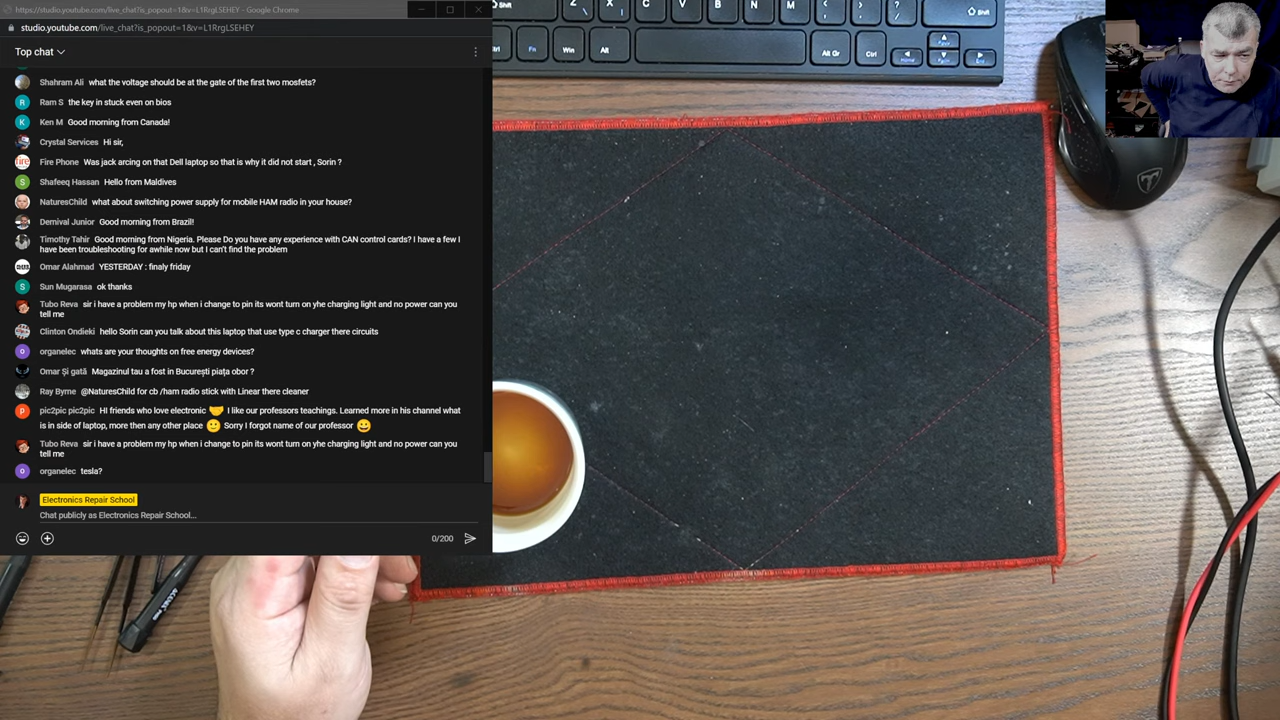 https://studio.youtube.com/live_chat?is_popout=1&v=L1RrgLSEHEY - Google Chrome
studio.youtube.com/live_chat?is_popout=1&v=L1RrgLSEHEY
Top chat
Shahram Ali what the voltage should be at the gate of the first two mosfets?
R Ram S the key in stuck even on bios
K Ken M Good morning from Canada!
Crystal Services Hi sir,
fire Fire Phone Was jack arcing on that Dell laptop so that is why it did not start , Sorin ?
S Shafeeq Hassan Hello from Maldives
NaturesChild what about switching power supply for mobile HAM radio in your house?
Demival Junior Good morning from Brazil!
Timothy Tahir Good morning from Nigeria. Please Do you have any experience with CAN control cards? I have a few I
have been troubleshooting for awhile now but I can't find the problem
Omar Alahmad YESTERDAY : finaly friday
S Sun Mugarasa ok thanks
Tubo Reva sir i have a problem my hp when i change to pin its wont turn on yhe charging light and no power can you
tell me
Clinton Ondieki hello Sorin can you talk about this laptop that use type c charger there circuits
o organelec whats are your thoughts on free energy devices?
Omar Și gată Magazinul tau a fost in București piața obor ?
Ray Byrne @NaturesChild for cb /ham radio stick with Linear there cleaner
P pic2pic pic2pic HI friends who love electronic 🤝 I like our professors teachings. Learned more in his channel what
is in side of laptop, more then any other place 🙂 Sorry I forgot name of our professor 😀
Tubo Reva sir i have a problem my hp when i change to pin its wont turn on yhe charging light and no power can you
tell me
o organelec tesla?
Electronics Repair School
Chat publicly as Electronics Repair School...
0/200
Z X C V B N M
Shift
Fn Win Alt Alt Gr Ctrl
Home End